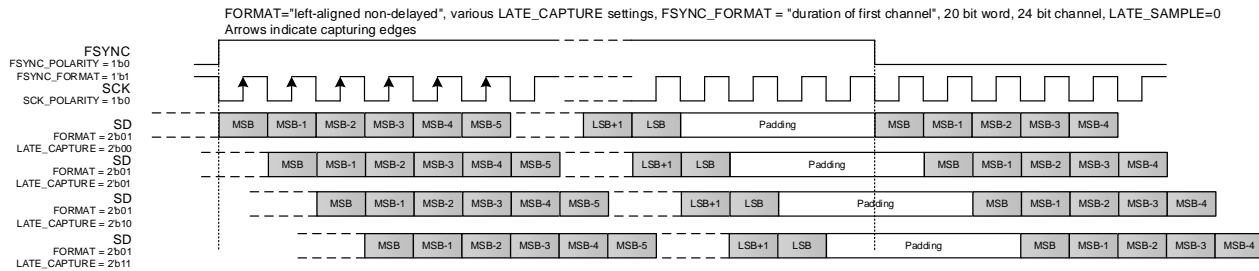 FORMAT="left-aligned non-delayed", various LATE_CAPTURE settings, FSYNC_FORMAT = "duration of first channel", 20 bit word, 24 bit channel, LATE_SAMPLE=0
Arrows indicate capturing edges
FSYNC
FSYNC_POLARITY = 1'b0
FSYNC_FORMAT = 1'b1
SCK
SCK_POLARITY = 1'b0
SD
FORMAT = 2'b01
LATE_CAPTURE = 2'b00
MSB MSB-1 MSB-2 MSB-3 MSB-4 MSB-5 LSB+1 LSB Padding MSB MSB-1 MSB-2 MSB-3 MSB-4
SD
FORMAT = 2'b01
LATE_CAPTURE = 2'b01
MSB MSB-1 MSB-2 MSB-3 MSB-4 MSB-5 LSB+1 LSB Padding MSB MSB-1 MSB-2 MSB-3 MSB-4
SD
FORMAT = 2'b01
LATE_CAPTURE = 2'b10
MSB MSB-1 MSB-2 MSB-3 MSB-4 MSB-5 LSB+1 LSB Padding MSB MSB-1 MSB-2 MSB-3 MSB-4
SD
FORMAT = 2'b01
LATE_CAPTURE = 2'b11
MSB MSB-1 MSB-2 MSB-3 MSB-4 MSB-5 LSB+1 LSB Padding MSB MSB-1 MSB-2 MSB-3 MSB-4